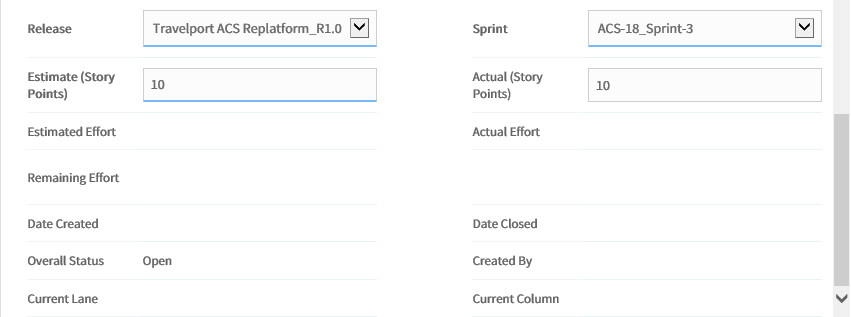 Release Travelport ACS Replatform_R1.0 Sprint ACS-18_Sprint-3
Estimate (Story Points) 10 Actual (Story Points) 10
Estimated Effort Actual Effort
Remaining Effort
Date Created Date Closed
Overall Status Open Created By
Current Lane Current Column